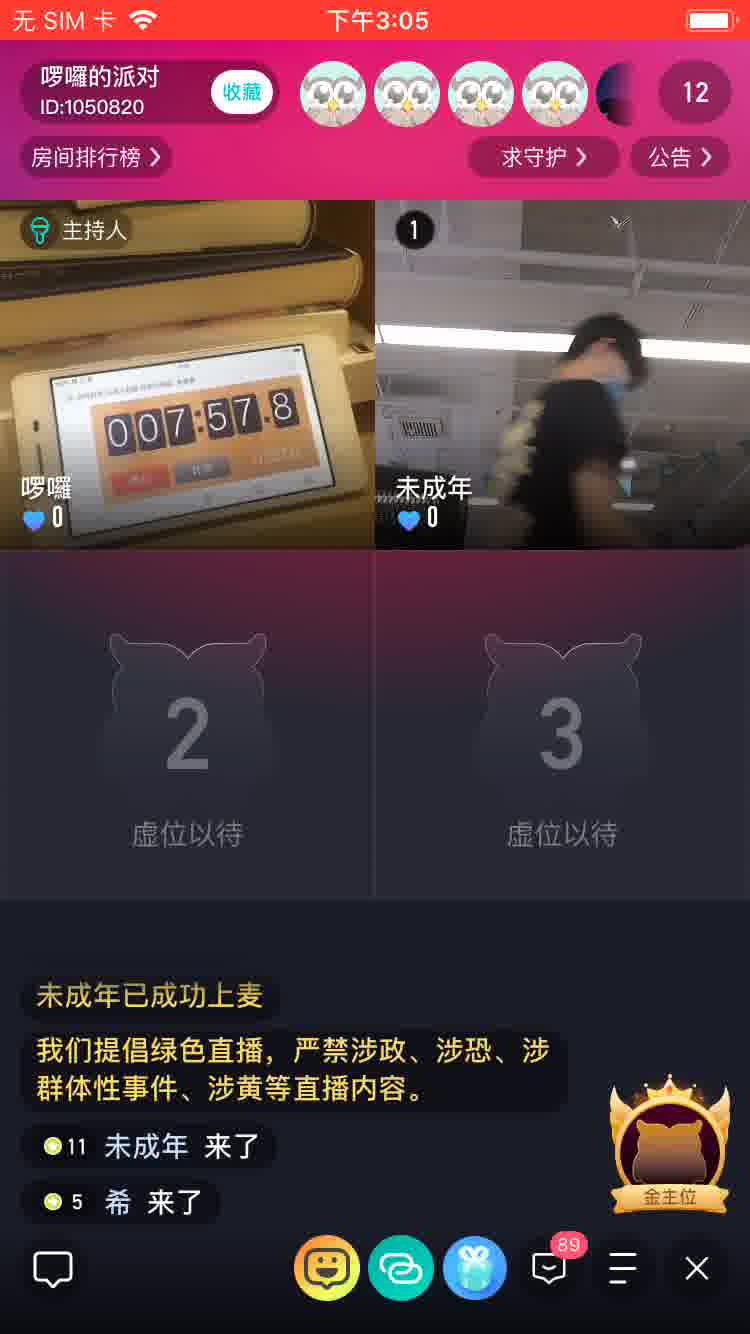 无 SIM 卡
下午3:05
啰囉的派对
ID:1050820
收藏
12
房间排行榜
求守护
公告
主持人
1
007:57.8
啰囉
0
未成年
0
2
虚位以待
3
虚位以待
未成年已成功上麦
我们提倡绿色直播，严禁涉政、涉恐、涉
群体性事件、涉黄等直播内容。
11 未成年 来了
5 希 来了
金主位
89